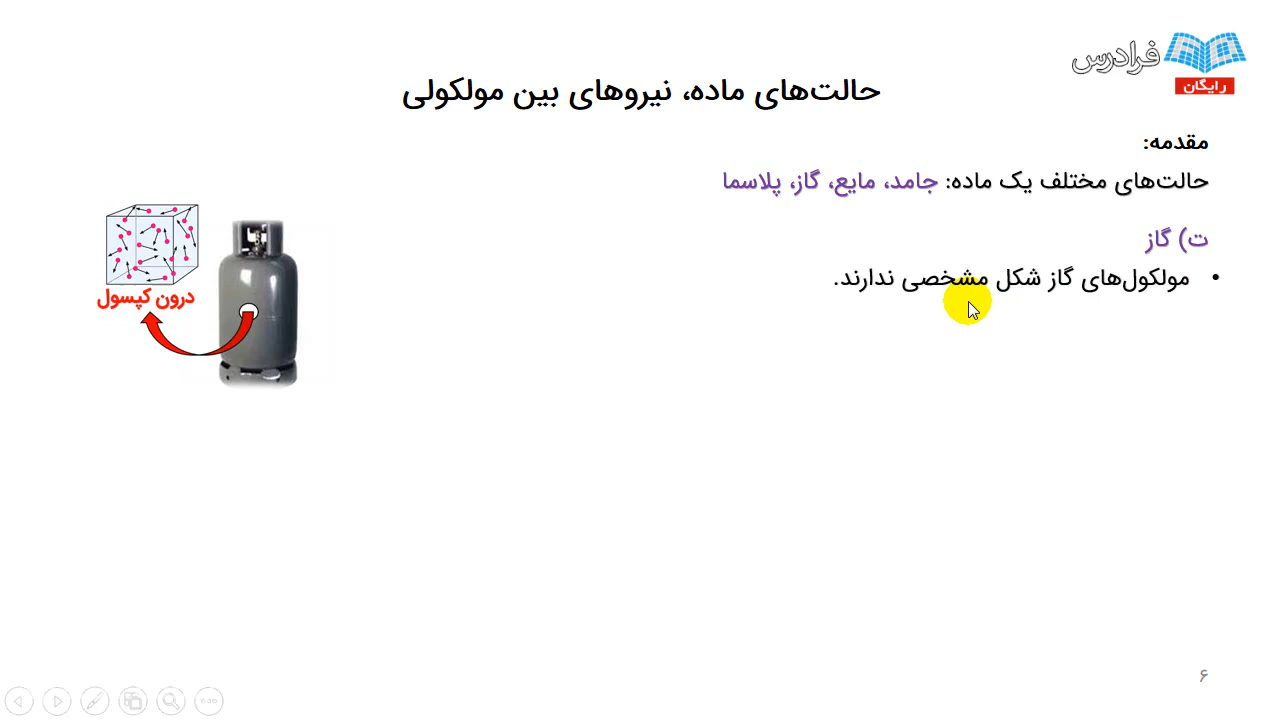 فرادرس
رایگان
حالت‌های ماده، نیروهای بین مولکولی
مقدمه:
حالت‌های مختلف یک ماده: جامد، مایع، گاز، پلاسما
ت) گاز
• مولکول‌های گاز شکل مشخصی ندارند.
درون کپسول
۶